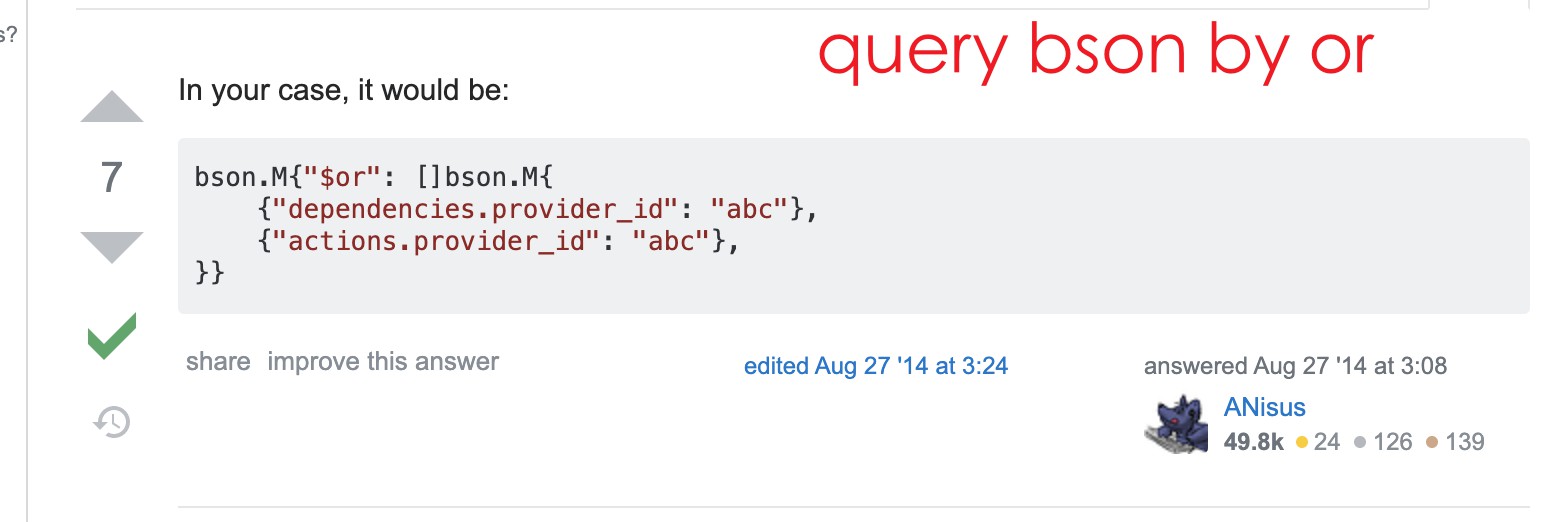 s?
query bson by or
In your case, it would be:
7
bson.M{"$or": []bson.M{
    {"dependencies.provider_id": "abc"},
    {"actions.provider_id": "abc"},
}}
share improve this answer
edited Aug 27 '14 at 3:24
answered Aug 27 '14 at 3:08
ANisus
49.8k 24 126 139